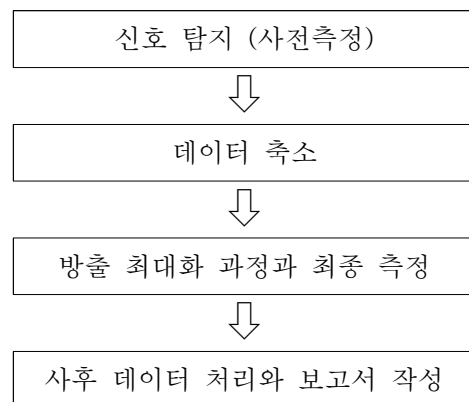 신호 탐지 (사전측정)
데이터 축소
방출 최대화 과정과 최종 측정
사후 데이터 처리와 보고서 작성